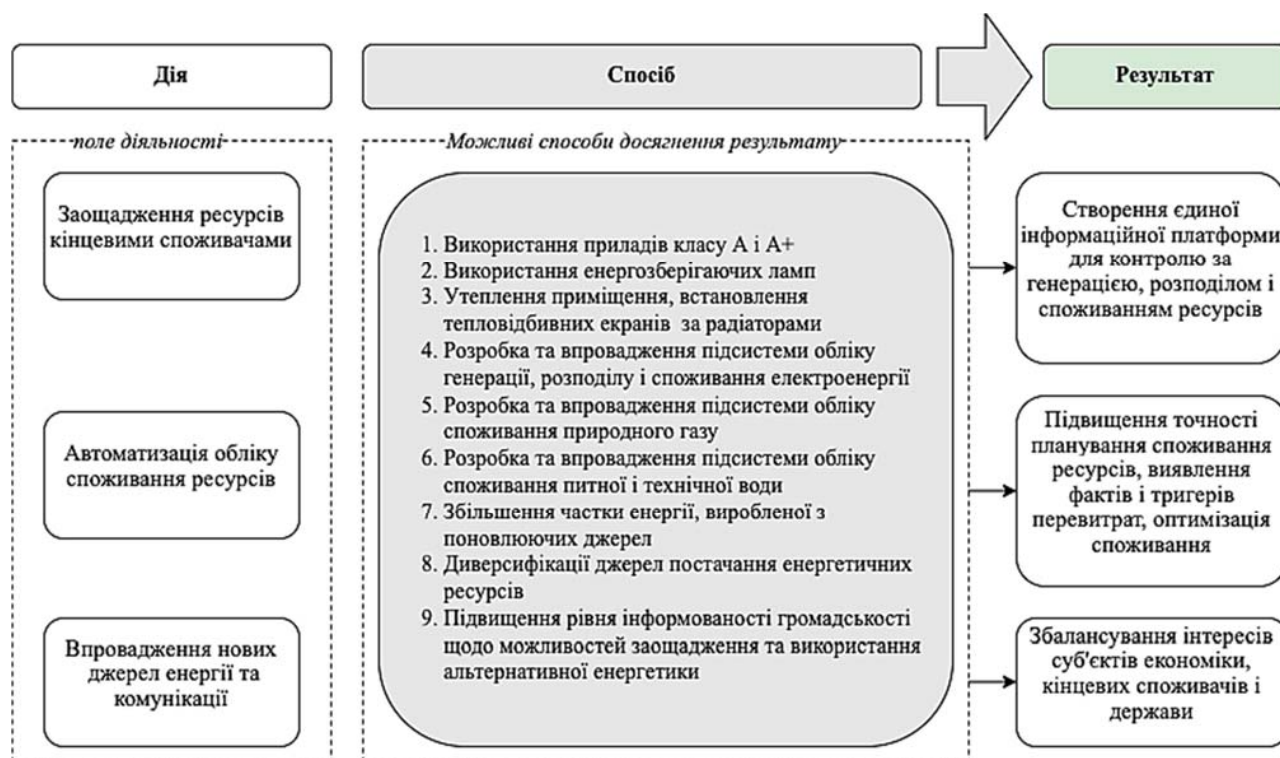 Дія
Спосіб
Результат
поле діяльності
Можливі способи досягнення результату
Заощадження ресурсів
кінцевими споживачами
Автоматизація обліку
споживання ресурсів
Впровадження нових
джерел енергії та
комунікації
1. Використання приладів класу А і А+
2. Використання енергозберігаючих ламп
3. Утеплення приміщення, встановлення
тепловідбивних екранів за радіаторами
4. Розробка та впровадження підсистеми обліку
генерації, розподілу і споживання електроенергії
5. Розробка та впровадження підсистеми обліку
споживання природного газу
6. Розробка та впровадження підсистеми обліку
споживання питної і технічної води
7. Збільшення частки енергії, виробленої з
поновлюючих джерел
8. Диверсифікації джерел постачання енергетичних
ресурсів
9. Підвищення рівня інформованості громадськості
щодо можливостей заощадження та використання
альтернативної енергетики
Створення єдиної
інформаційної платформи
для контролю за
генерацією, розподілом і
споживанням ресурсів
Підвищення точності
планування споживання
ресурсів, виявлення
фактів і тригерів
перевитрат, оптимізація
споживання
Збалансування інтересів
суб'єктів економіки,
кінцевих споживачів і
держави